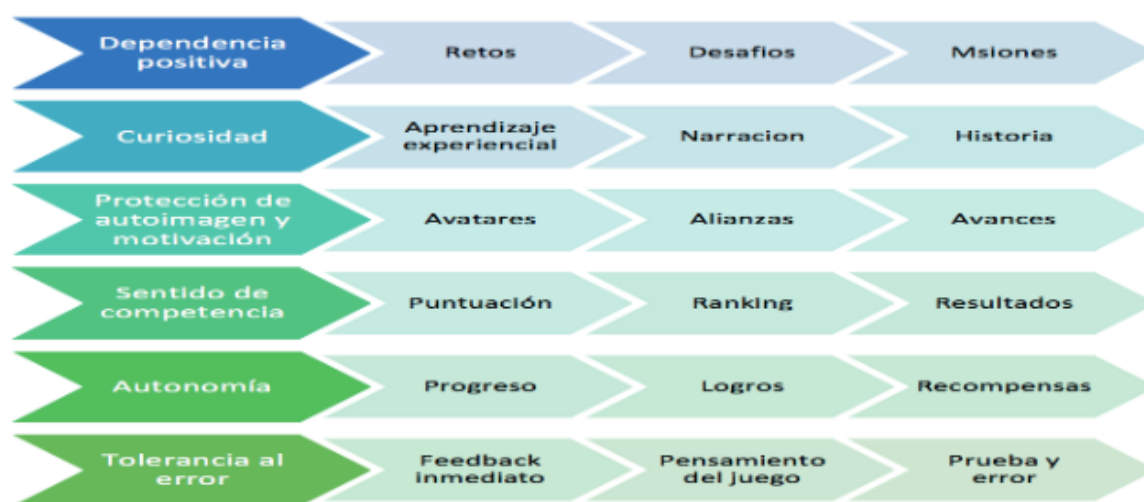 Dependencia
positiva
Retos
Desafios
Msiones
Curiosidad
Aprendizaje
experiencial
Narracion
Historia
Protección de
autoimagen y
motivación
Avatares
Alianzas
Avances
Sentido de
competencia
Puntuación
Ranking
Resultados
Autonomía
Progreso
Logros
Recompensas
Tolerancia al
error
Feedback
inmediato
Pensamiento
del juego
Prueba y
error